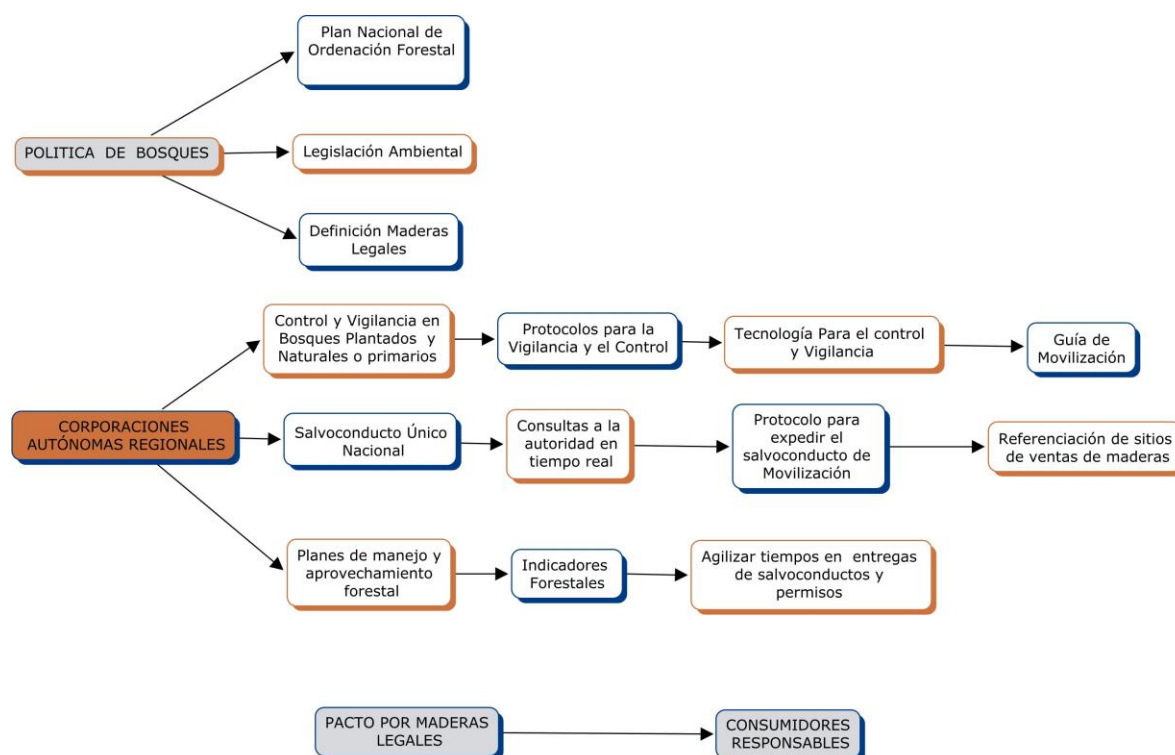 Plan Nacional de
Ordenación Forestal
POLITICA DE BOSQUES
Legislación Ambiental
Definición Maderas
Legales
CORPORACIONES
AUTÓNOMAS REGIONALES
Control y Vigilancia en
Bosques Plantados y
Naturales o primarios
Protocolos para la
Vigilancia y el Control
Tecnología Para el control
y Vigilancia
Guía de
Movilización
Salvoconducto Único
Nacional
Consultas a la
autoridad en
tiempo real
Protocolo para
expedir el
salvoconducto de
Movilización
Referenciación de sitios
de ventas de maderas
Planes de manejo y
aprovechamiento
forestal
Indicadores
Forestales
Agilizar tiempos en entregas
de salvoconductos y
permisos
PACTO POR MADERAS
LEGALES
CONSUMIDORES
RESPONSABLES